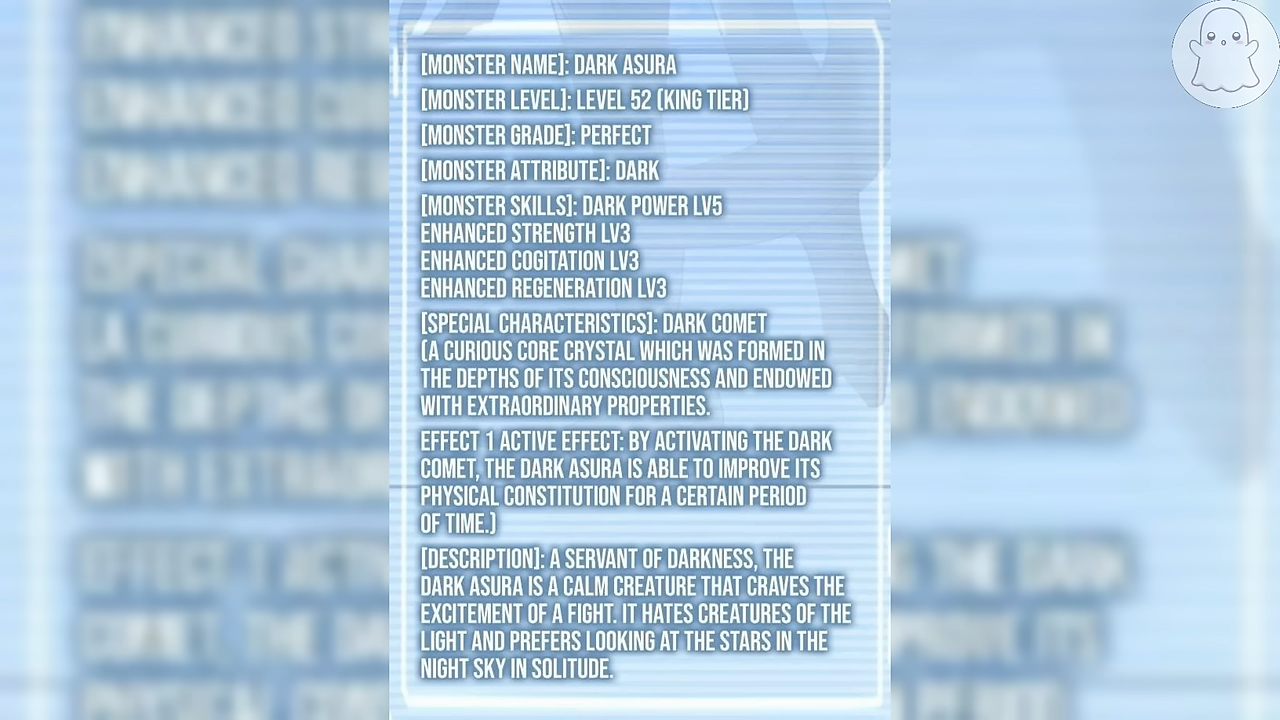 [MONSTER NAME]: DARK ASURA
[MONSTER LEVEL]: LEVEL 52 (KING TIER)
[MONSTER GRADE]: PERFECT
[MONSTER ATTRIBUTE]: DARK
[MONSTER SKILLS]: DARK POWER LV5
ENHANCED STRENGTH LV3
ENHANCED COGITATION LV3
ENHANCED REGENERATION LV3
[SPECIAL CHARACTERISTICS]: DARK COMET
(A CURIOUS CORE CRYSTAL WHICH WAS FORMED IN
THE DEPTHS OF ITS CONSCIOUSNESS AND ENDOWED
WITH EXTRAORDINARY PROPERTIES.
EFFECT 1 ACTIVE EFFECT: BY ACTIVATING THE DARK
COMET, THE DARK ASURA IS ABLE TO IMPROVE ITS
PHYSICAL CONSTITUTION FOR A CERTAIN PERIOD
OF TIME.)
[DESCRIPTION]: A SERVANT OF DARKNESS, THE
DARK ASURA IS A CALM CREATURE THAT CRAVES THE
EXCITEMENT OF A FIGHT. IT HATES CREATURES OF THE
LIGHT AND PREFERS LOOKING AT THE STARS IN THE
NIGHT SKY IN SOLITUDE.